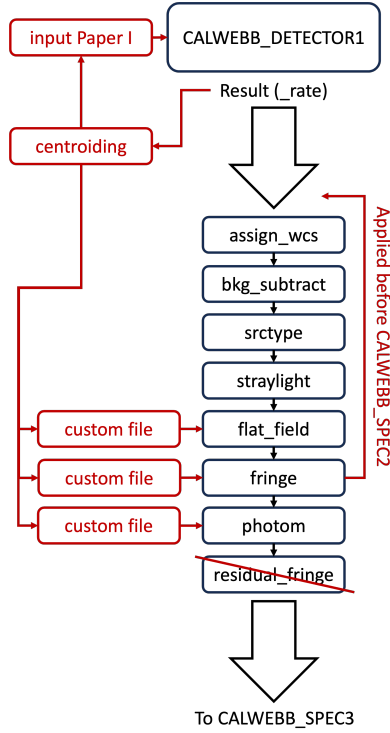 input Paper I
CALWEBB_DETECTOR1
Result (_rate)
centroiding
Applied before CALWEBB_SPEC2
assign_wcs
bkg_subtract
srctype
straylight
custom file
flat_field
custom file
fringe
custom file
photom
residual_fringe
To CALWEBB_SPEC3